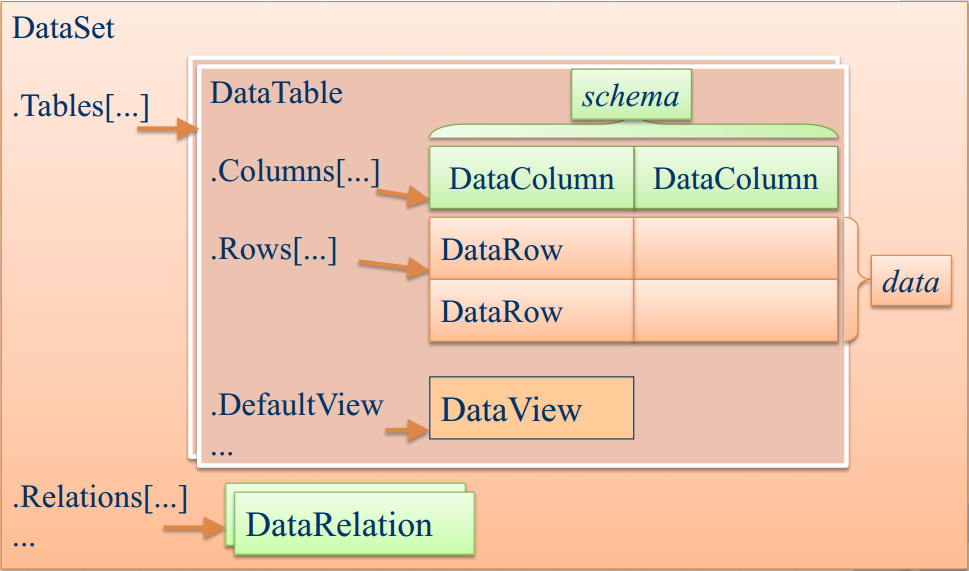 DataSet
.Tables[...]
DataTable
schema
.Columns[...]
DataColumn DataColumn
.Rows[...]
DataRow
data
DataRow
.DefaultView
DataView
...
.Relations[...]
DataRelation
...